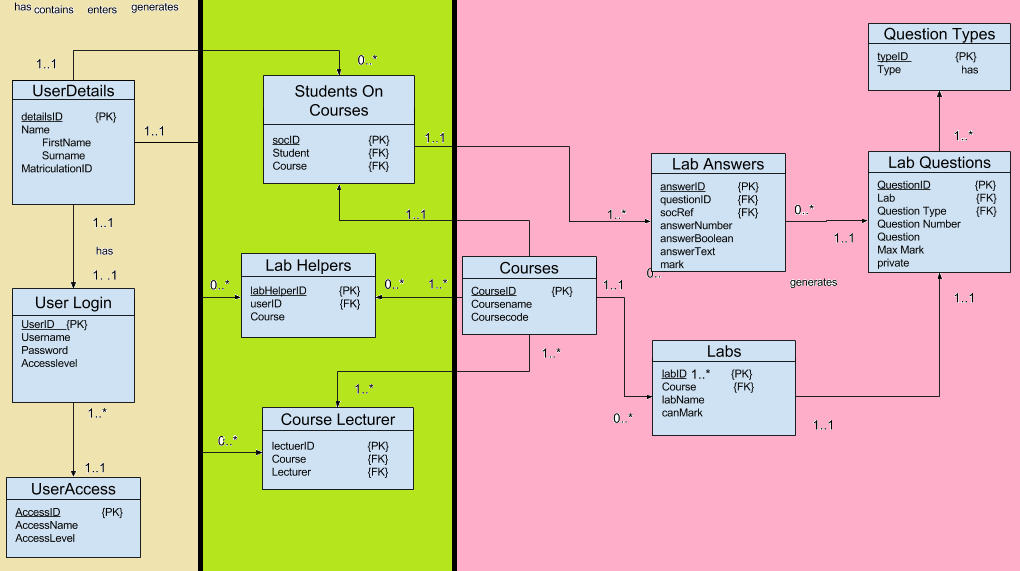 has contains enters generates
1..1
0..*
UserDetails
detailsID {PK}
Name
FirstName
Surname
MatriculationID
1..1
1..1
has
1. .1
User Login
UserID {PK}
Username
Password
Accesslevel
1..*
1..1
UserAccess
AccessID {PK}
AccessName
AccessLevel
Students On
Courses
socID {PK}
Student {FK}
Course {FK}
1..1
1..*
1..1
Lab Helpers
labHelperID {PK}
userID {FK}
Course
0..*
0..*
1..*
Courses
CourseID {PK}
Coursename
Coursecode
1..1
0..*
1..*
1..*
Course Lecturer
lectuerID {PK}
Course {FK}
Lecturer {FK}
0..*
Lab Answers
answerID {PK}
questionID {FK}
socRef {FK}
answerNumber
answerBoolean
answerText
mark
0..
0..*
1..1
generates
Labs
labID 1..* {PK}
Course {FK}
labName
canMark
1..1
1..1
Question Types
typeID {PK}
Type has
1..*
Lab Questions
QuestionID {PK}
Lab {FK}
Question Type {FK}
Question Number
Question
Max Mark
private